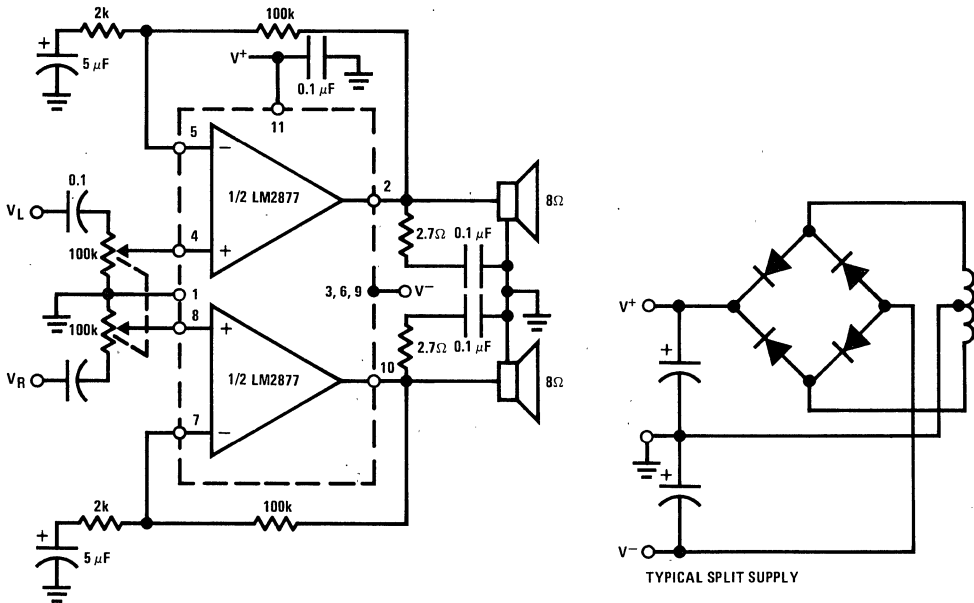 2k
100k
+
5 µF
V+
0.1 µF
11
5
−
1/2 LM2877
2
8Ω
0.1
VL
100k
4
+
2.7Ω
0.1 µF
1
3, 6, 9
V−
8
100k
+
2.7Ω
0.1 µF
VR
1/2 LM2877
10
8Ω
7
−
2k
100k
+
5 µF
V+
+
+
V−
TYPICAL SPLIT SUPPLY